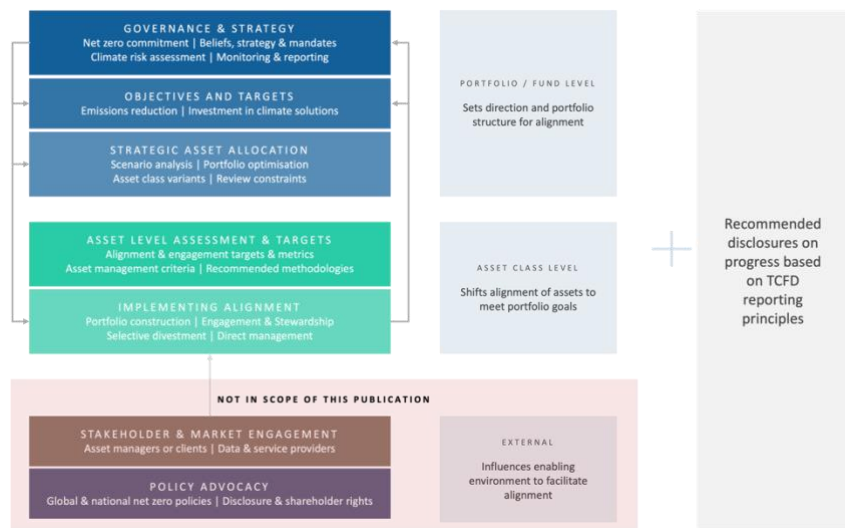 GOVERNANCE & STRATEGY
Net zero commitment | Beliefs, strategy & mandates
Climate risk assessment | Monitoring & reporting
OBJECTIVES AND TARGETS
Emissions reduction | Investment in climate solutions
STRATEGIC ASSET ALLOCATION
Scenario analysis | Portfolio optimisation
Asset class variants | Review constraints
PORTFOLIO / FUND LEVEL
Sets direction and portfolio
structure for alignment
ASSET LEVEL ASSESSMENT & TARGETS
Alignment & engagement targets & metrics
Asset management criteria | Recommended methodologies
IMPLEMENTING ALIGNMENT
Portfolio construction | Engagement & Stewardship
Selective divestment | Direct management
ASSET CLASS LEVEL
Shifts alignment of assets to
meet portfolio goals
NOT IN SCOPE OF THIS PUBLICATION
STAKEHOLDER & MARKET ENGAGEMENT
Asset managers or clients | Data & service providers
POLICY ADVOCACY
Global & national net zero policies | Disclosure & shareholder rights
EXTERNAL
Influences enabling
environment to facilitate
alignment
Recommended
disclosures on
progress based
on TCFD
reporting
principles